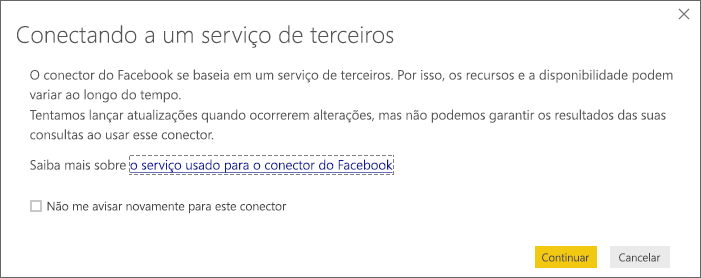 Conectando a um serviço de terceiros
O conector do Facebook se baseia em um serviço de terceiros. Por isso, os recursos e a disponibilidade podem
variar ao longo do tempo.
Tentamos lançar atualizações quando ocorrerem alterações, mas não podemos garantir os resultados das suas
consultas ao usar esse conector.
Saiba mais sobre o serviço usado para o conector do Facebook
Não me avisar novamente para este conector
Continuar Cancelar